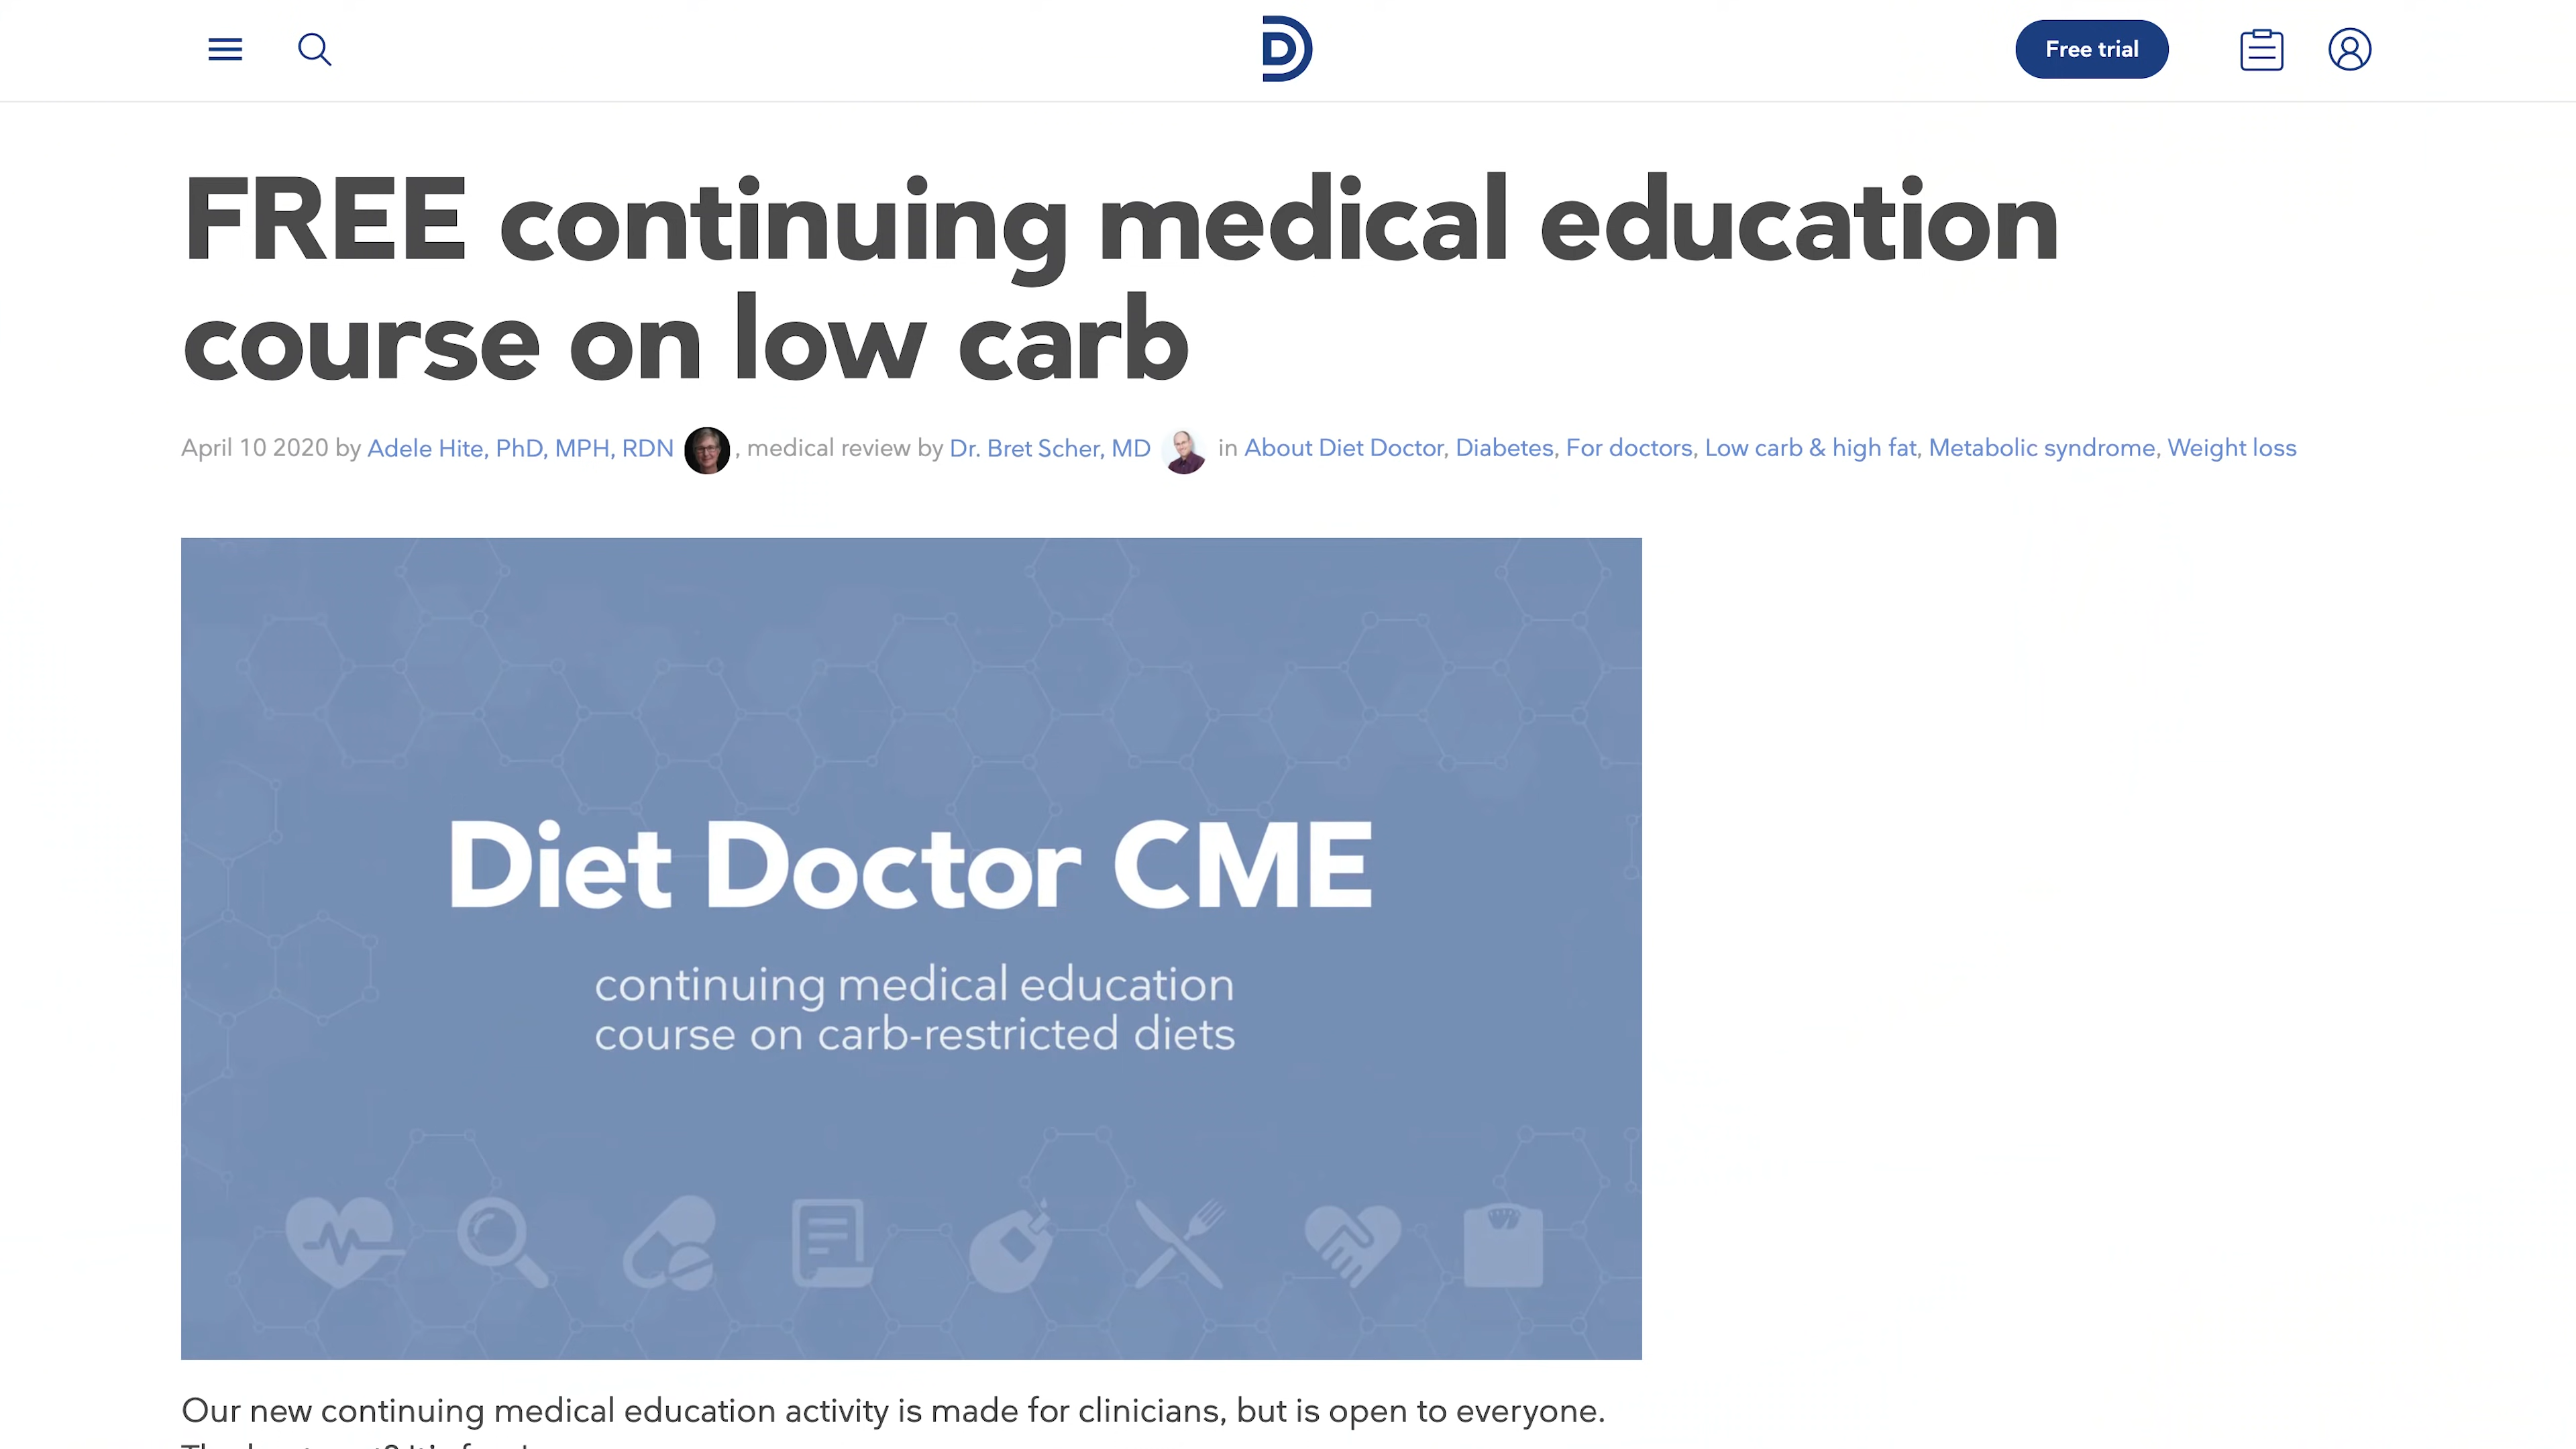 Free trial
FREE continuing medical education
course on low carb
April 10 2020 by Adele Hite, PhD, MPH, RDN , medical review by Dr. Bret Scher, MD in About Diet Doctor, Diabetes, For doctors, Low carb & high fat, Metabolic syndrome, Weight loss
Diet Doctor CME
continuing medical education
course on carb-restricted diets
Our new continuing medical education activity is made for clinicians, but is open to everyone.